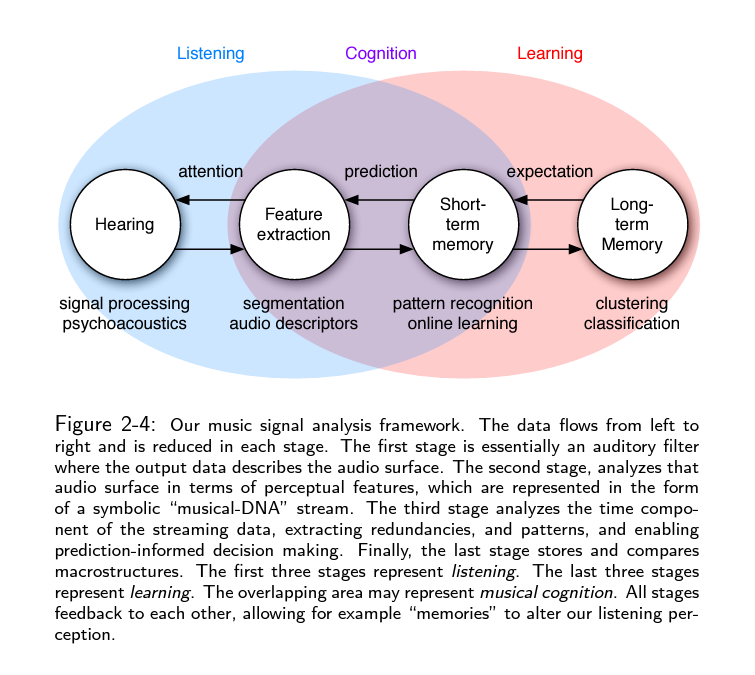 Listening Cognition Learning
attention prediction expectation
Hearing
Feature
extraction
Short-
term
memory
Long-
term
Memory
signal processing
psychoacoustics
segmentation
audio descriptors
pattern recognition
online learning
clustering
classification
Figure 2-4: Our music signal analysis framework. The data flows from left to
right and is reduced in each stage. The first stage is essentially an auditory filter
where the output data describes the audio surface. The second stage, analyzes that
audio surface in terms of perceptual features, which are represented in the form
of a symbolic “musical-DNA” stream. The third stage analyzes the time compo-
nent of the streaming data, extracting redundancies, and patterns, and enabling
prediction-informed decision making. Finally, the last stage stores and compares
macrostructures. The first three stages represent listening. The last three stages
represent learning. The overlapping area may represent musical cognition. All stages
feedback to each other, allowing for example “memories” to alter our listening per-
ception.